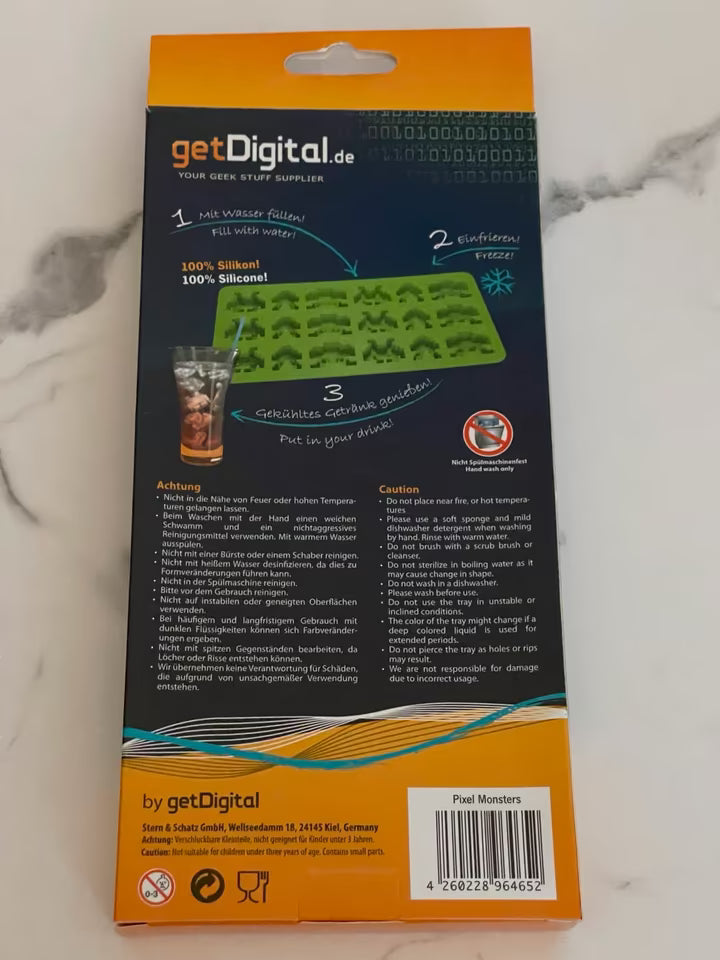 00101001010110
getDigital.de
0110100101011010
YOUR GEEK STUFF SUPPLIER
1 Mit Wasser füllen!
Fill with water!
2 Einfrieren!
Freeze!
100% Silikon!
100% Silicone!
3
Gekühltes Getränk genießen!
Put in your drink!
Nicht Spülmaschinenfest
Hand wash only
Achtung
• Nicht in die Nähe von Feuer oder hohen Tempera-
turen gelangen lassen.
• Beim Waschen mit der Hand einen weichen
Schwamm und ein nichtaggressives
Reinigungsmittel verwenden. Mit warmem Wasser
ausspülen.
• Nicht mit einer Bürste oder einem Schaber reinigen.
• Nicht mit heißem Wasser desinfizieren, da dies zu
Formveränderungen führen kann.
• Nicht in der Spülmaschine reinigen.
• Bitte vor dem Gebrauch reinigen.
• Nicht auf instabilen oder geneigten Oberflächen
verwenden.
• Bei häufigem und langfristigem Gebrauch mit
dunklen Flüssigkeiten können sich Farbveränder-
ungen ergeben.
• Nicht mit spitzen Gegenständen bearbeiten, da
Löcher oder Risse entstehen können.
• Wir übernehmen keine Verantwortung für Schäden,
die aufgrund von unsachgemäßer Verwendung
entstehen.
Caution
• Do not place near fire, or hot tempera-
tures
• Please use a soft sponge and mild
dishwasher detergent when washing
by hand. Rinse with warm water.
• Do not brush with a scrub brush or
cleanser.
• Do not sterilize in boiling water as it
may cause change in shape.
• Do not wash in a dishwasher.
• Please wash before use.
• Do not use the tray in unstable or
inclined conditions.
• The color of the tray might change if a
deep colored liquid is used for
extended periods.
• Do not pierce the tray as holes or rips
may result.
• We are not responsible for damage
due to incorrect usage.
by getDigital
Stern & Schatz GmbH, Wellseedamm 18, 24145 Kiel, Germany
Achtung: Verschluckbare Kleinteile, nicht geeignet für Kinder unter 3 Jahren.
Caution: Not suitable for children under three years of age. Contains small parts.
0-3
Pixel Monsters
4 260228 964652